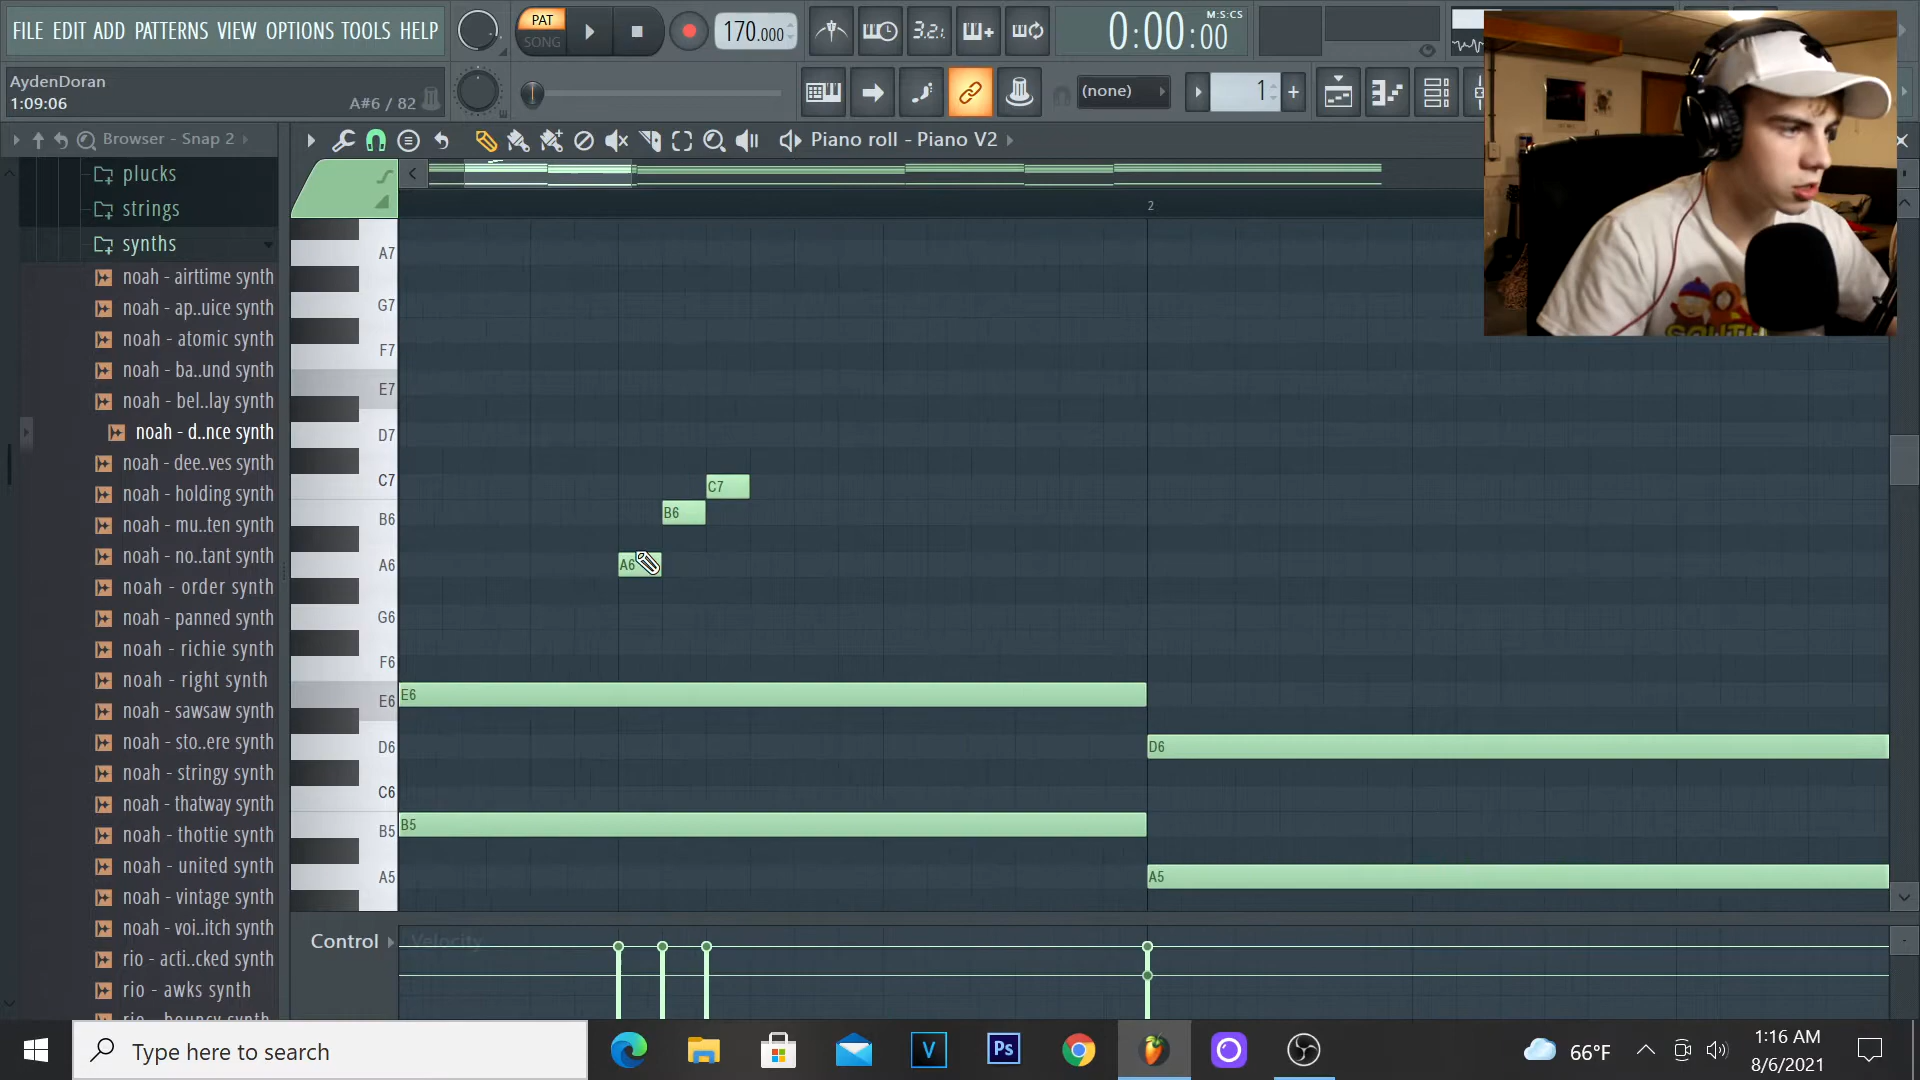 FILE EDIT ADD PATTERNS VIEW OPTIONS TOOLS HELP
PAT
SONG
170.000
3.2.
0:00:00
M:S:CS
AydenDoran
1:09:06
A#6 / 82
(none)
1
Browser - Snap 2
Piano roll - Piano V2
plucks
strings
synths
noah - airttime synth
noah - ap..uice synth
noah - atomic synth
noah - ba..und synth
noah - bel..lay synth
noah - d..nce synth
noah - dee..ves synth
noah - holding synth
noah - mu..ten synth
noah - no..tant synth
noah - order synth
noah - panned synth
noah - richie synth
noah - right synth
noah - sawsaw synth
noah - sto..ere synth
noah - stringy synth
noah - thatway synth
noah - thottie synth
noah - united synth
noah - vintage synth
noah - voi..itch synth
rio - acti..cked synth
rio - awks synth
rio - bouncy synth
2
A7
G7
F7
E7
D7
C7
B6
A6
G6
F6
E6
D6
C6
B5
A5
C7
B6
A6
E6
D6
B5
A5
Control
Velocity
SOUTH
Type here to search
V
Ps
66°F
1:16 AM
8/6/2021